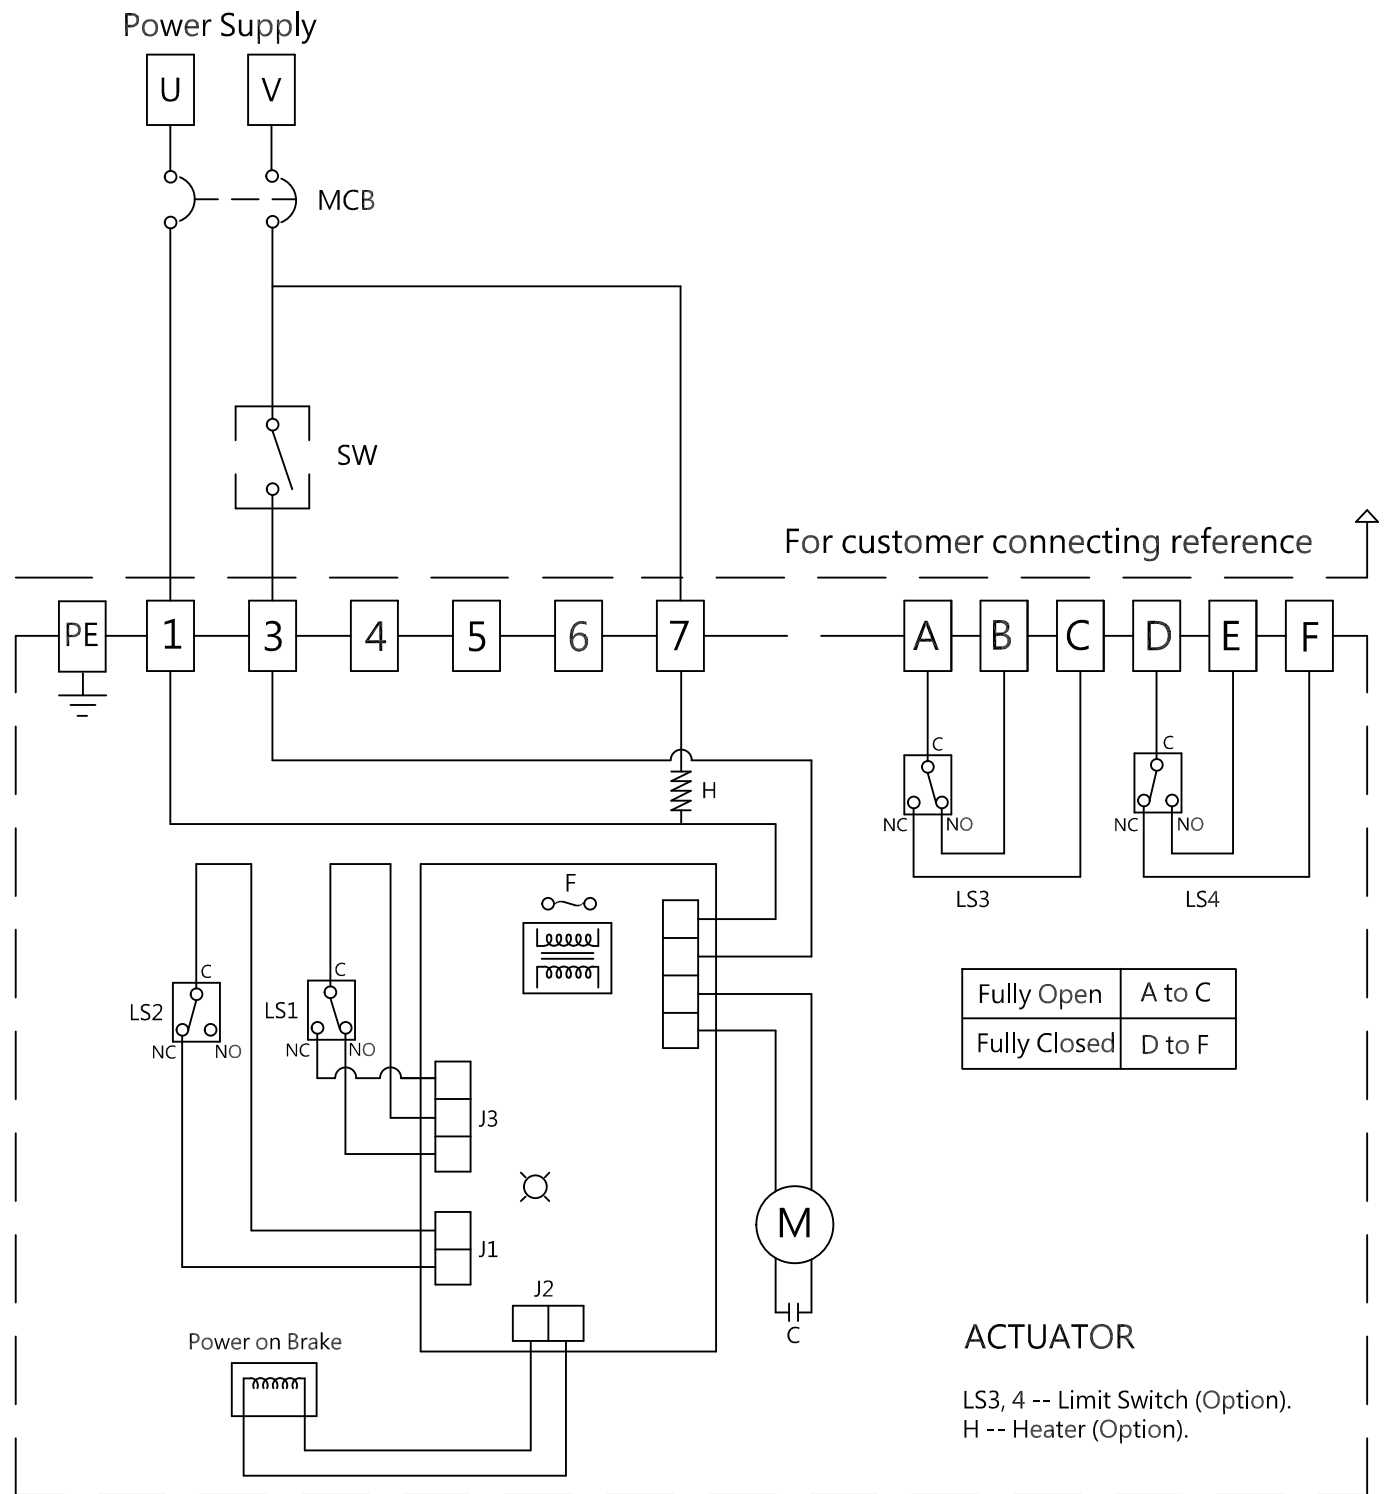 Power Supply
U V
MCB
SW
For customer connecting reference
PE 1 3 4 5 6 7 A B C D E F
C C
H
NC NO NC NO
LS3 LS4
F
C C
LS2 LS1
NC NO NC NO
Fully Open A to C
Fully Closed D to F
J3
M
J1
J2
C
Power on Brake
ACTUATOR
LS3, 4 -- Limit Switch (Option).
H -- Heater (Option).